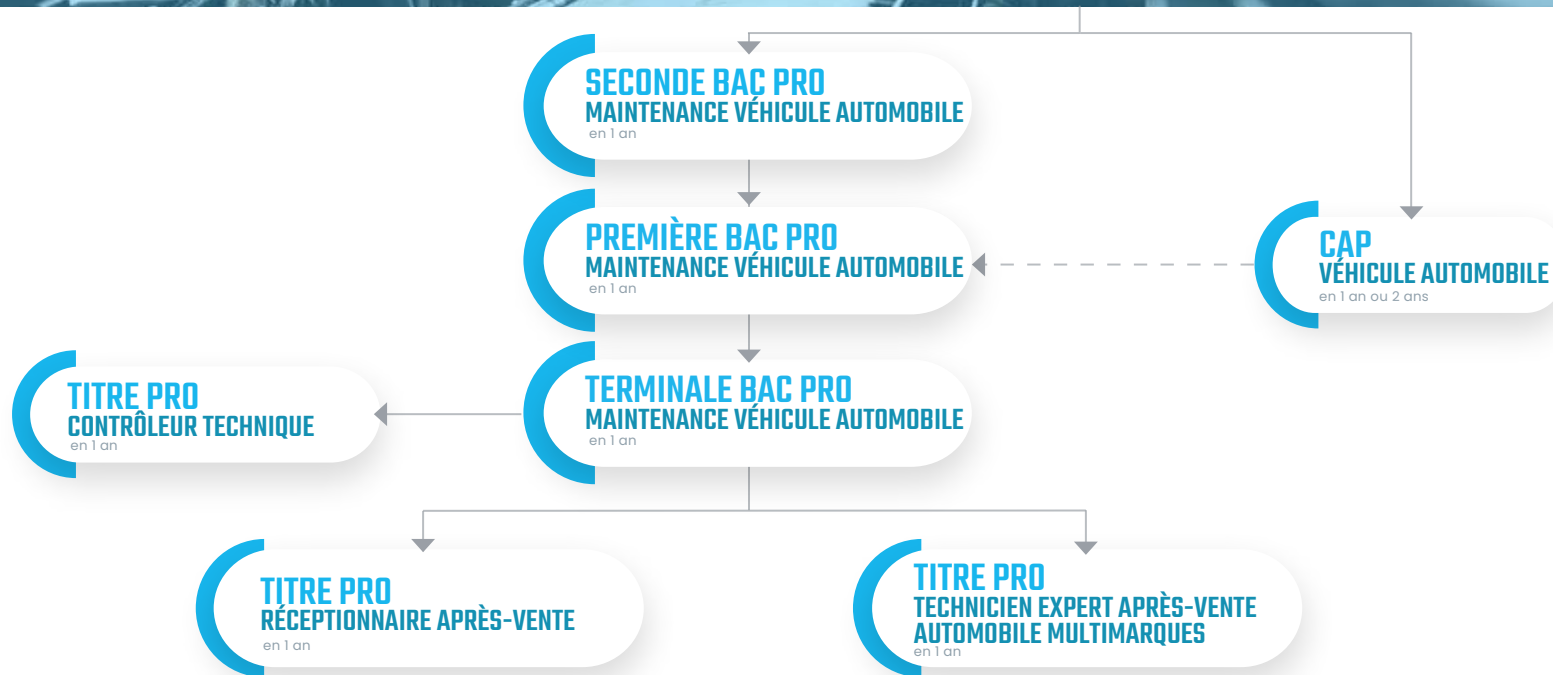 SECONDE BAC PRO
MAINTENANCE VÉHICULE AUTOMOBILE
en 1 an
PREMIÈRE BAC PRO
MAINTENANCE VÉHICULE AUTOMOBILE
en 1 an
CAP
VÉHICULE AUTOMOBILE
en 1 an ou 2 ans
TITRE PRO
CONTRÔLEUR TECHNIQUE
en 1 an
TERMINALE BAC PRO
MAINTENANCE VÉHICULE AUTOMOBILE
en 1 an
TITRE PRO
RÉCEPTIONNAIRE APRÈS-VENTE
en 1 an
TITRE PRO
TECHNICIEN EXPERT APRÈS-VENTE
AUTOMOBILE MULTIMARQUES
en 1 an